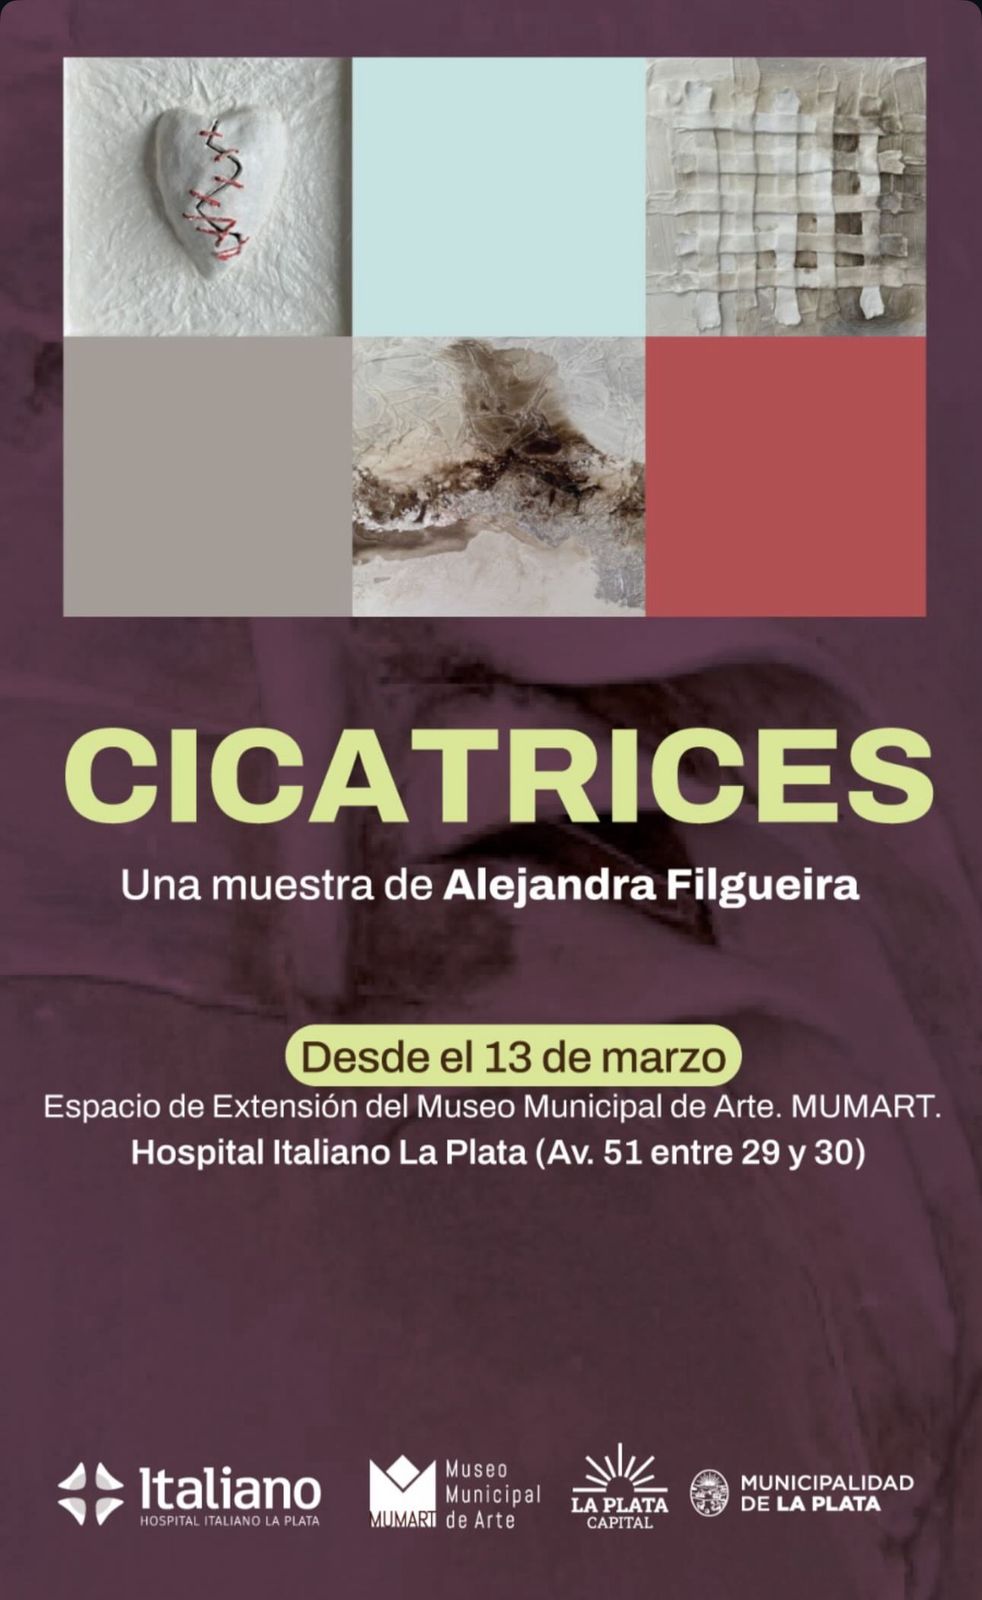 CICATRICES
Una muestra de Alejandra Filgueira
Desde el 13 de marzo
Espacio de Extensión del Museo Municipal de Arte. MUMART.
Hospital Italiano La Plata (Av. 51 entre 29 y 30)
Italiano
HOSPITAL ITALIANO LA PLATA
MUMART
Museo
Municipal
de Arte
LA PLATA
CAPITAL
MUNICIPALIDAD
DE LA PLATA